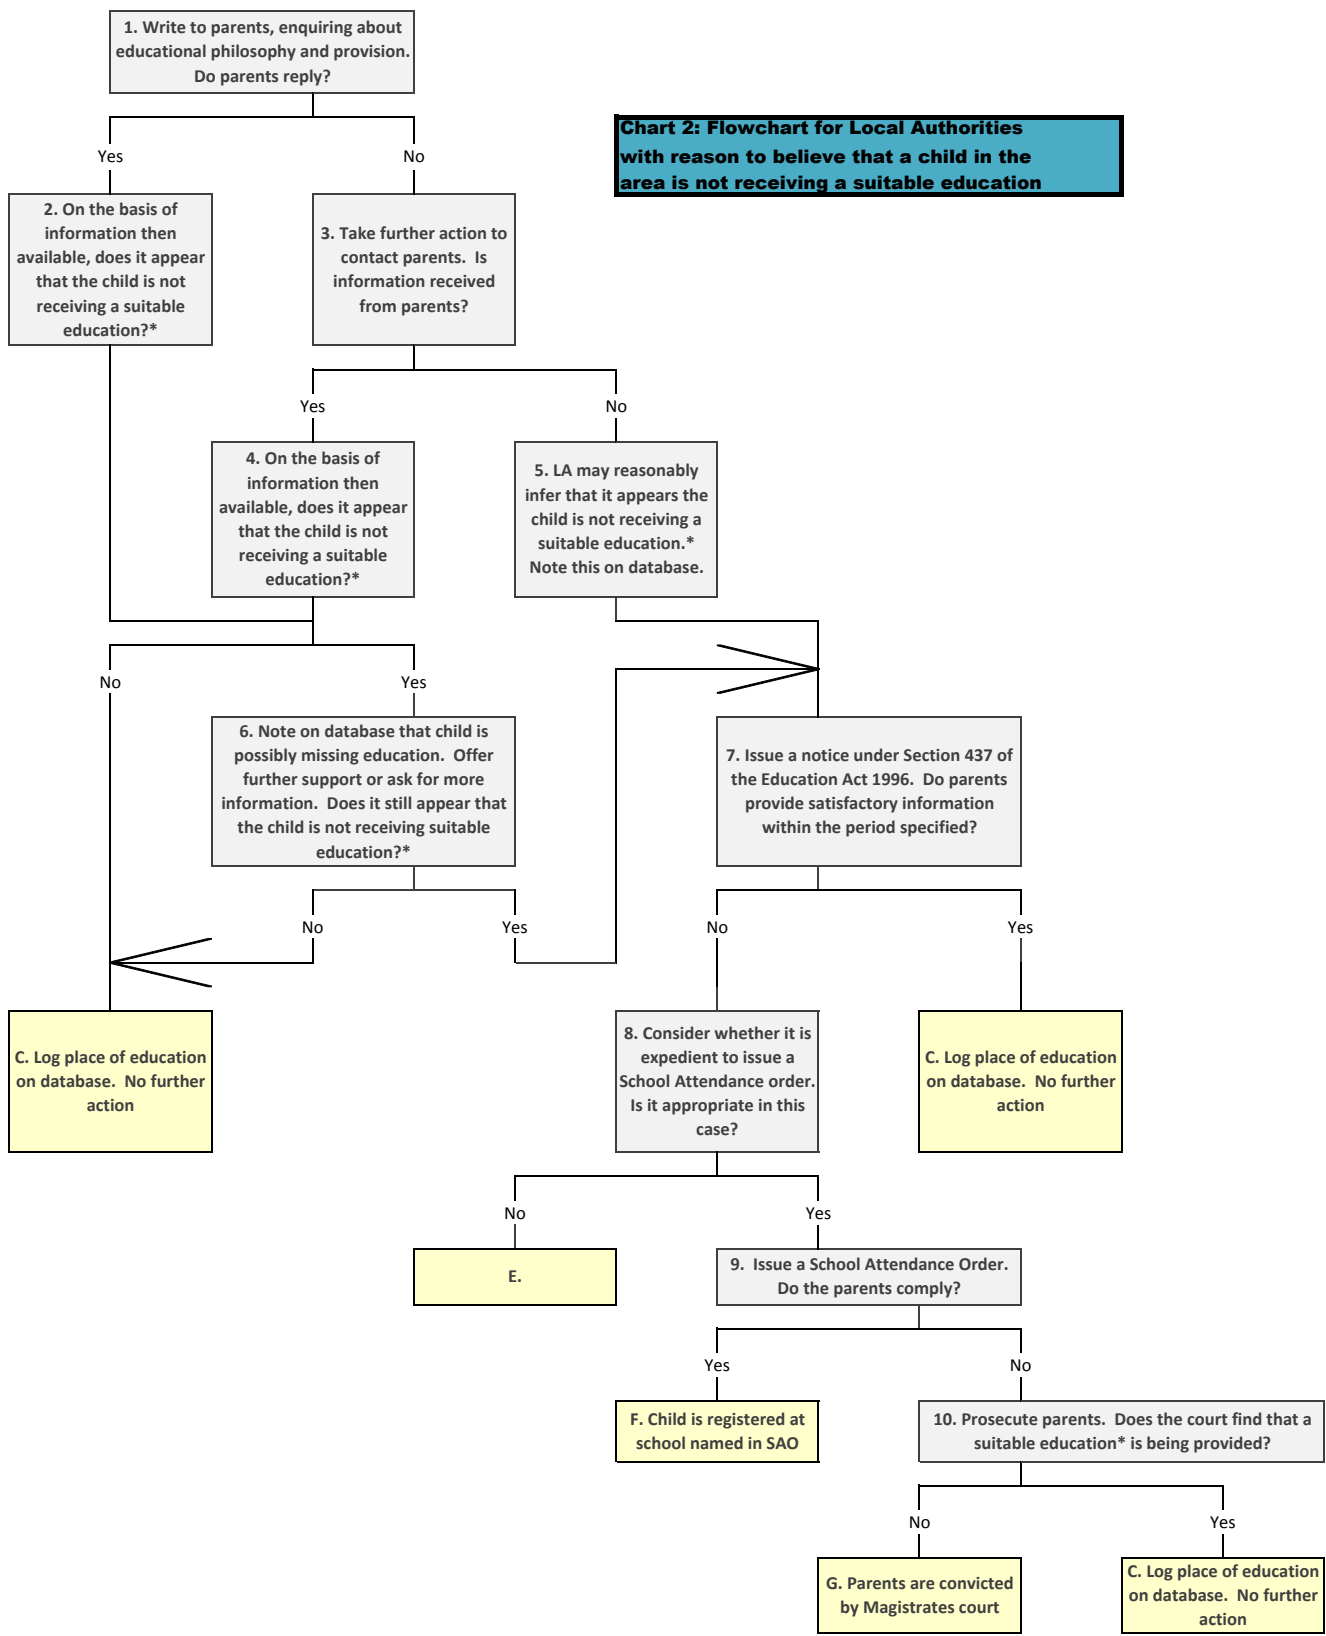 1. Write to parents, enquiring about
educational philosophy and provision.
Do parents reply?
Chart 2: Flowchart for Local Authorities
with reason to believe that a child in the
area is not receiving a suitable education
Yes
No
2. On the basis of
information then
available, does it appear
that the child is not
receiving a suitable
education?*
3. Take further action to
contact parents. Is
information received
from parents?
Yes
No
4. On the basis of
information then
available, does it appear
that the child is not
receiving a suitable
education?*
5. LA may reasonably
infer that it appears the
child is not receiving a
suitable education.*
Note this on database.
No
Yes
6. Note on database that child is
possibly missing education. Offer
further support or ask for more
information. Does it still appear that
the child is not receiving suitable
education?*
7. Issue a notice under Section 437 of
the Education Act 1996. Do parents
provide satisfactory information
within the period specified?
No
Yes
No
Yes
C. Log place of education
on database. No further
action
8. Consider whether it is
expedient to issue a
School Attendance order.
Is it appropriate in this
case?
C. Log place of education
on database. No further
action
No
Yes
E.
9. Issue a School Attendance Order.
Do the parents comply?
Yes
No
F. Child is registered at
school named in SAO
10. Prosecute parents. Does the court find that a
suitable education* is being provided?
No
Yes
G. Parents are convicted
by Magistrates court
C. Log place of education
on database. No further
action